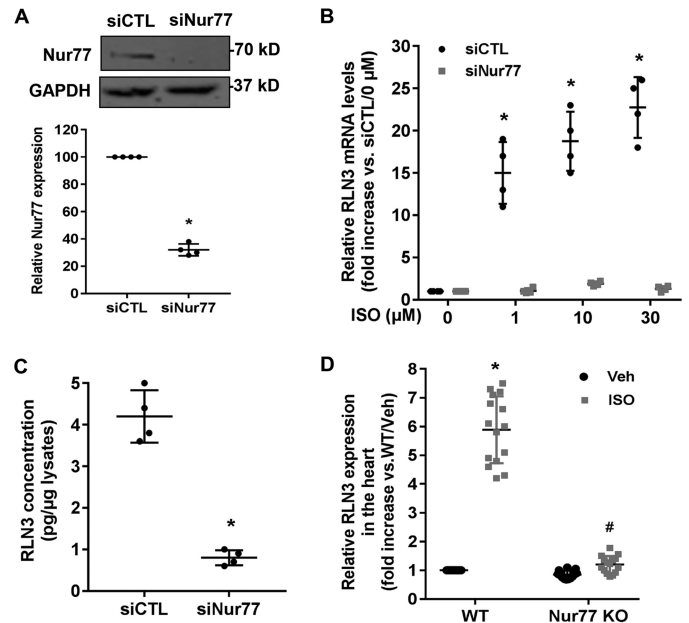 A
siCTL siNur77
Nur77
-70 kD
GAPDH
-37 kD
Relative Nur77 expression
120
100
80
60
40
20
0
*
siCTL siNur77
B
Relative RLN3 mRNA levels
(fold increase vs. siCTL/0 μM)
30
25
20
15
10
5
0
siCTL
siNur77
* * *
ISO (μM) 0 1 10 30
C
RLN3 concentration
(pg/μg lysates)
5
4
3
2
1
0
*
siCTL siNur77
D
Relative RLN3 expression
in the heart
(fold increase vs.WT/Veh)
8
7
6
5
4
3
2
1
0
Veh
ISO
*
#
WT Nur77 KO